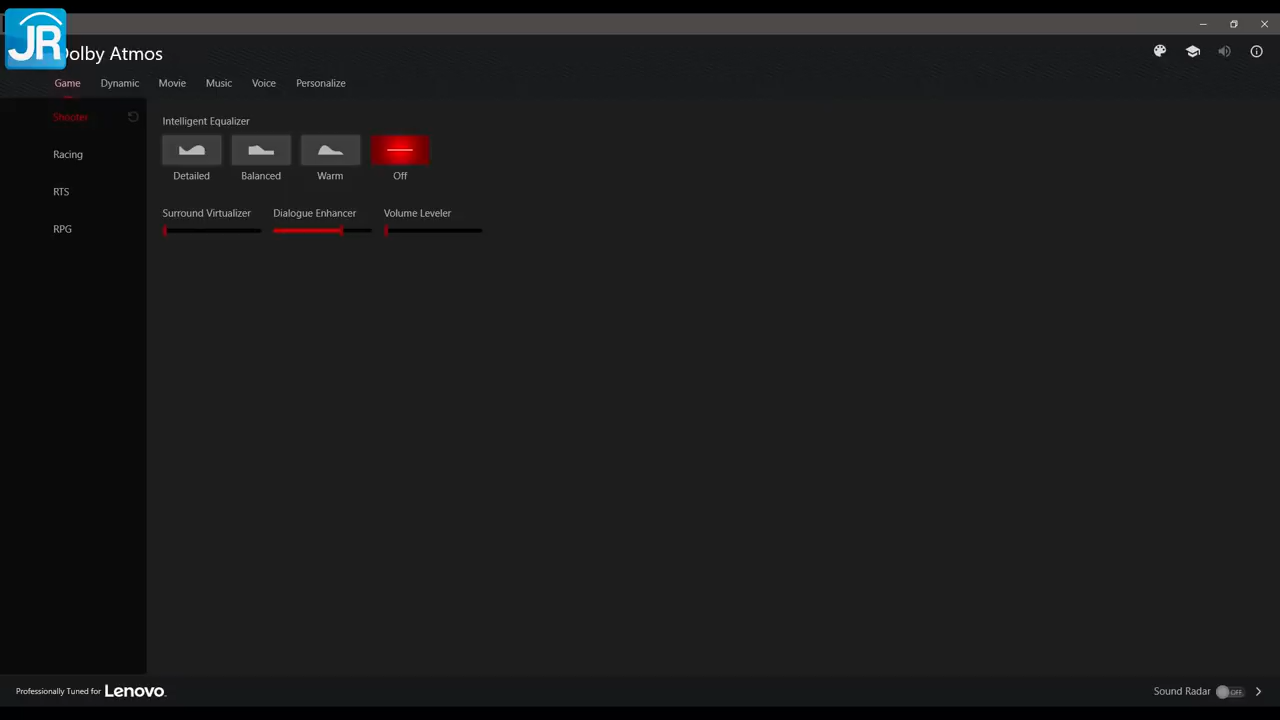 JR
Dolby Atmos
Game Dynamic Movie Music Voice Personalize
Shooter
Racing
RTS
RPG
Intelligent Equalizer
Detailed Balanced Warm Off
Surround Virtualizer Dialogue Enhancer Volume Leveler
Professionally Tuned for Lenovo.
Sound Radar OFF